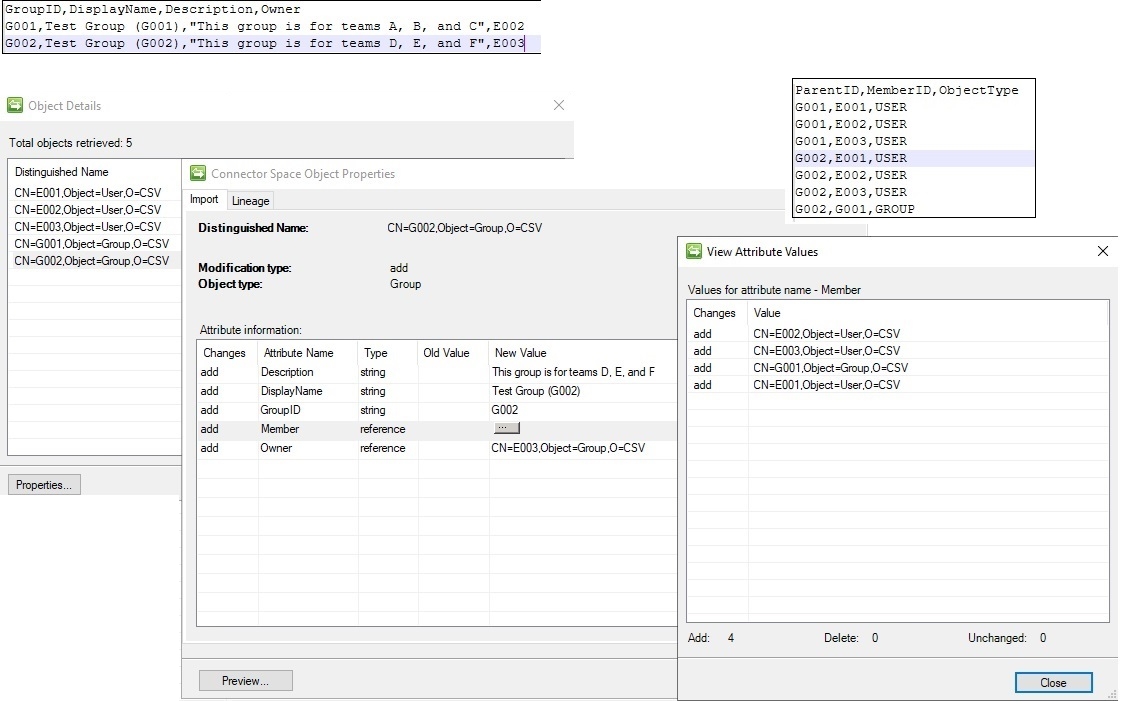 GroupID,DisplayName,Description,Owner
G001,Test Group (G001),"This group is for teams A, B, and C",E002
G002,Test Group (G002),"This group is for teams D, E, and F",E003
ParentID,MemberID,ObjectType
G001,E001,USER
G001,E002,USER
G001,E003,USER
G002,E001,USER
G002,E002,USER
G002,E003,USER
G002,G001,GROUP
Object Details
Total objects retrieved: 5
Distinguished Name
CN=E001,Object=User,O=CSV
CN=E002,Object=User,O=CSV
CN=E003,Object=User,O=CSV
CN=G001,Object=Group,O=CSV
CN=G002,Object=Group,O=CSV
Properties...
Connector Space Object Properties
Import Lineage
Distinguished Name: CN=G002,Object=Group,O=CSV
Modification type: add
Object type: Group
Attribute information:
Changes Attribute Name Type Old Value New Value
add Description string This group is for teams D, E, and F
add DisplayName string Test Group (G002)
add GroupID string G002
add Member reference ...
add Owner reference CN=E003,Object=Group,O=CSV
Preview...
View Attribute Values
Values for attribute name - Member
Changes Value
add CN=E002,Object=User,O=CSV
add CN=E003,Object=User,O=CSV
add CN=G001,Object=Group,O=CSV
add CN=E001,Object=User,O=CSV
Add: 4 Delete: 0 Unchanged: 0
Close